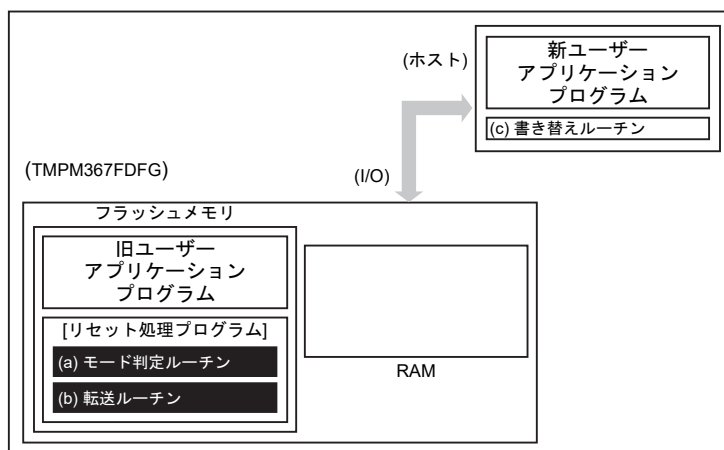 (ホスト)
新ユーザー
アプリケーション
プログラム
(c) 書き替えルーチン
(TMPM367FDFG)
(I/O)
フラッシュメモリ
旧ユーザー
アプリケーション
プログラム
[リセット処理プログラム]
(a) モード判定ルーチン
(b) 転送ルーチン
RAM